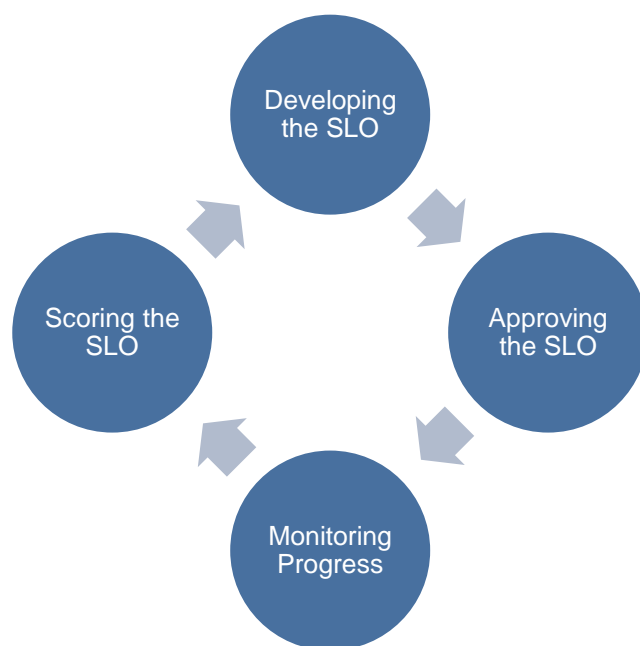 Developing
the SLO
Approving
the SLO
Monitoring
Progress
Scoring the
SLO